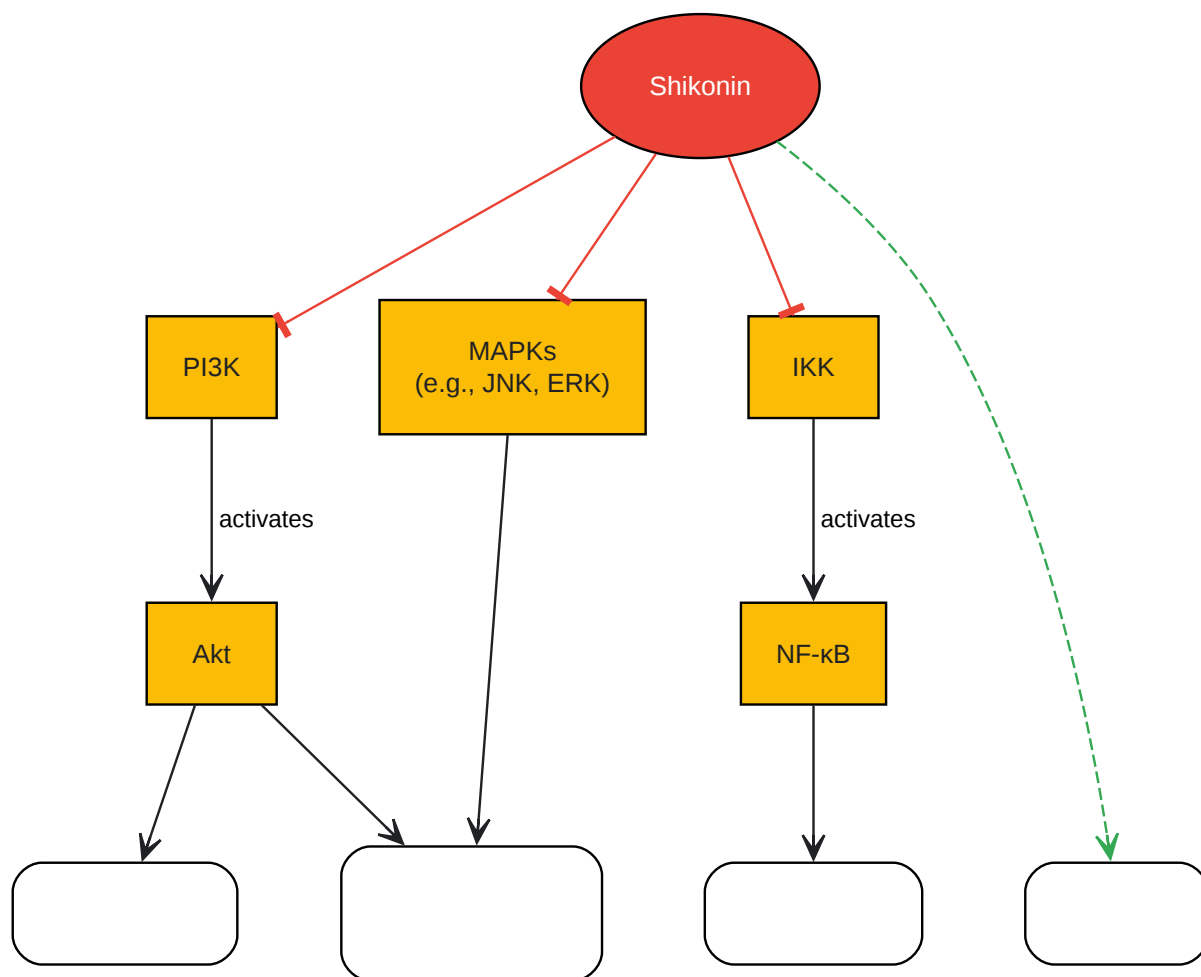 Shikonin
PI3K
MAPKs
(e.g., JNK, ERK)
IKK
activates
activates
Akt
NF-κB